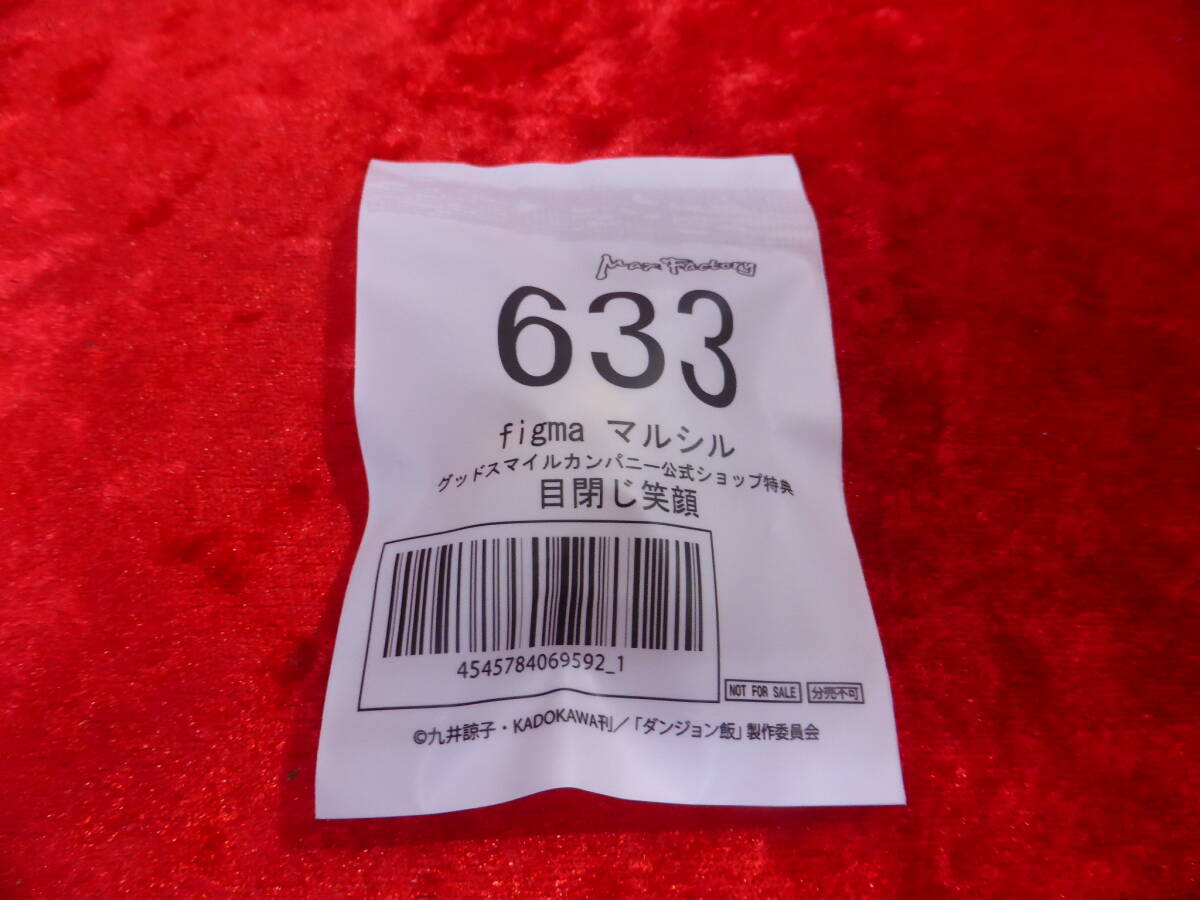 Max Factory
633
figma マルシル
グッドスマイルカンパニー公式ショップ特典
目閉じ笑顔
4545784069592_1
NOT FOR SALE 分売不可
©九井諒子・KADOKAWA刊／「ダンジョン飯」製作委員会